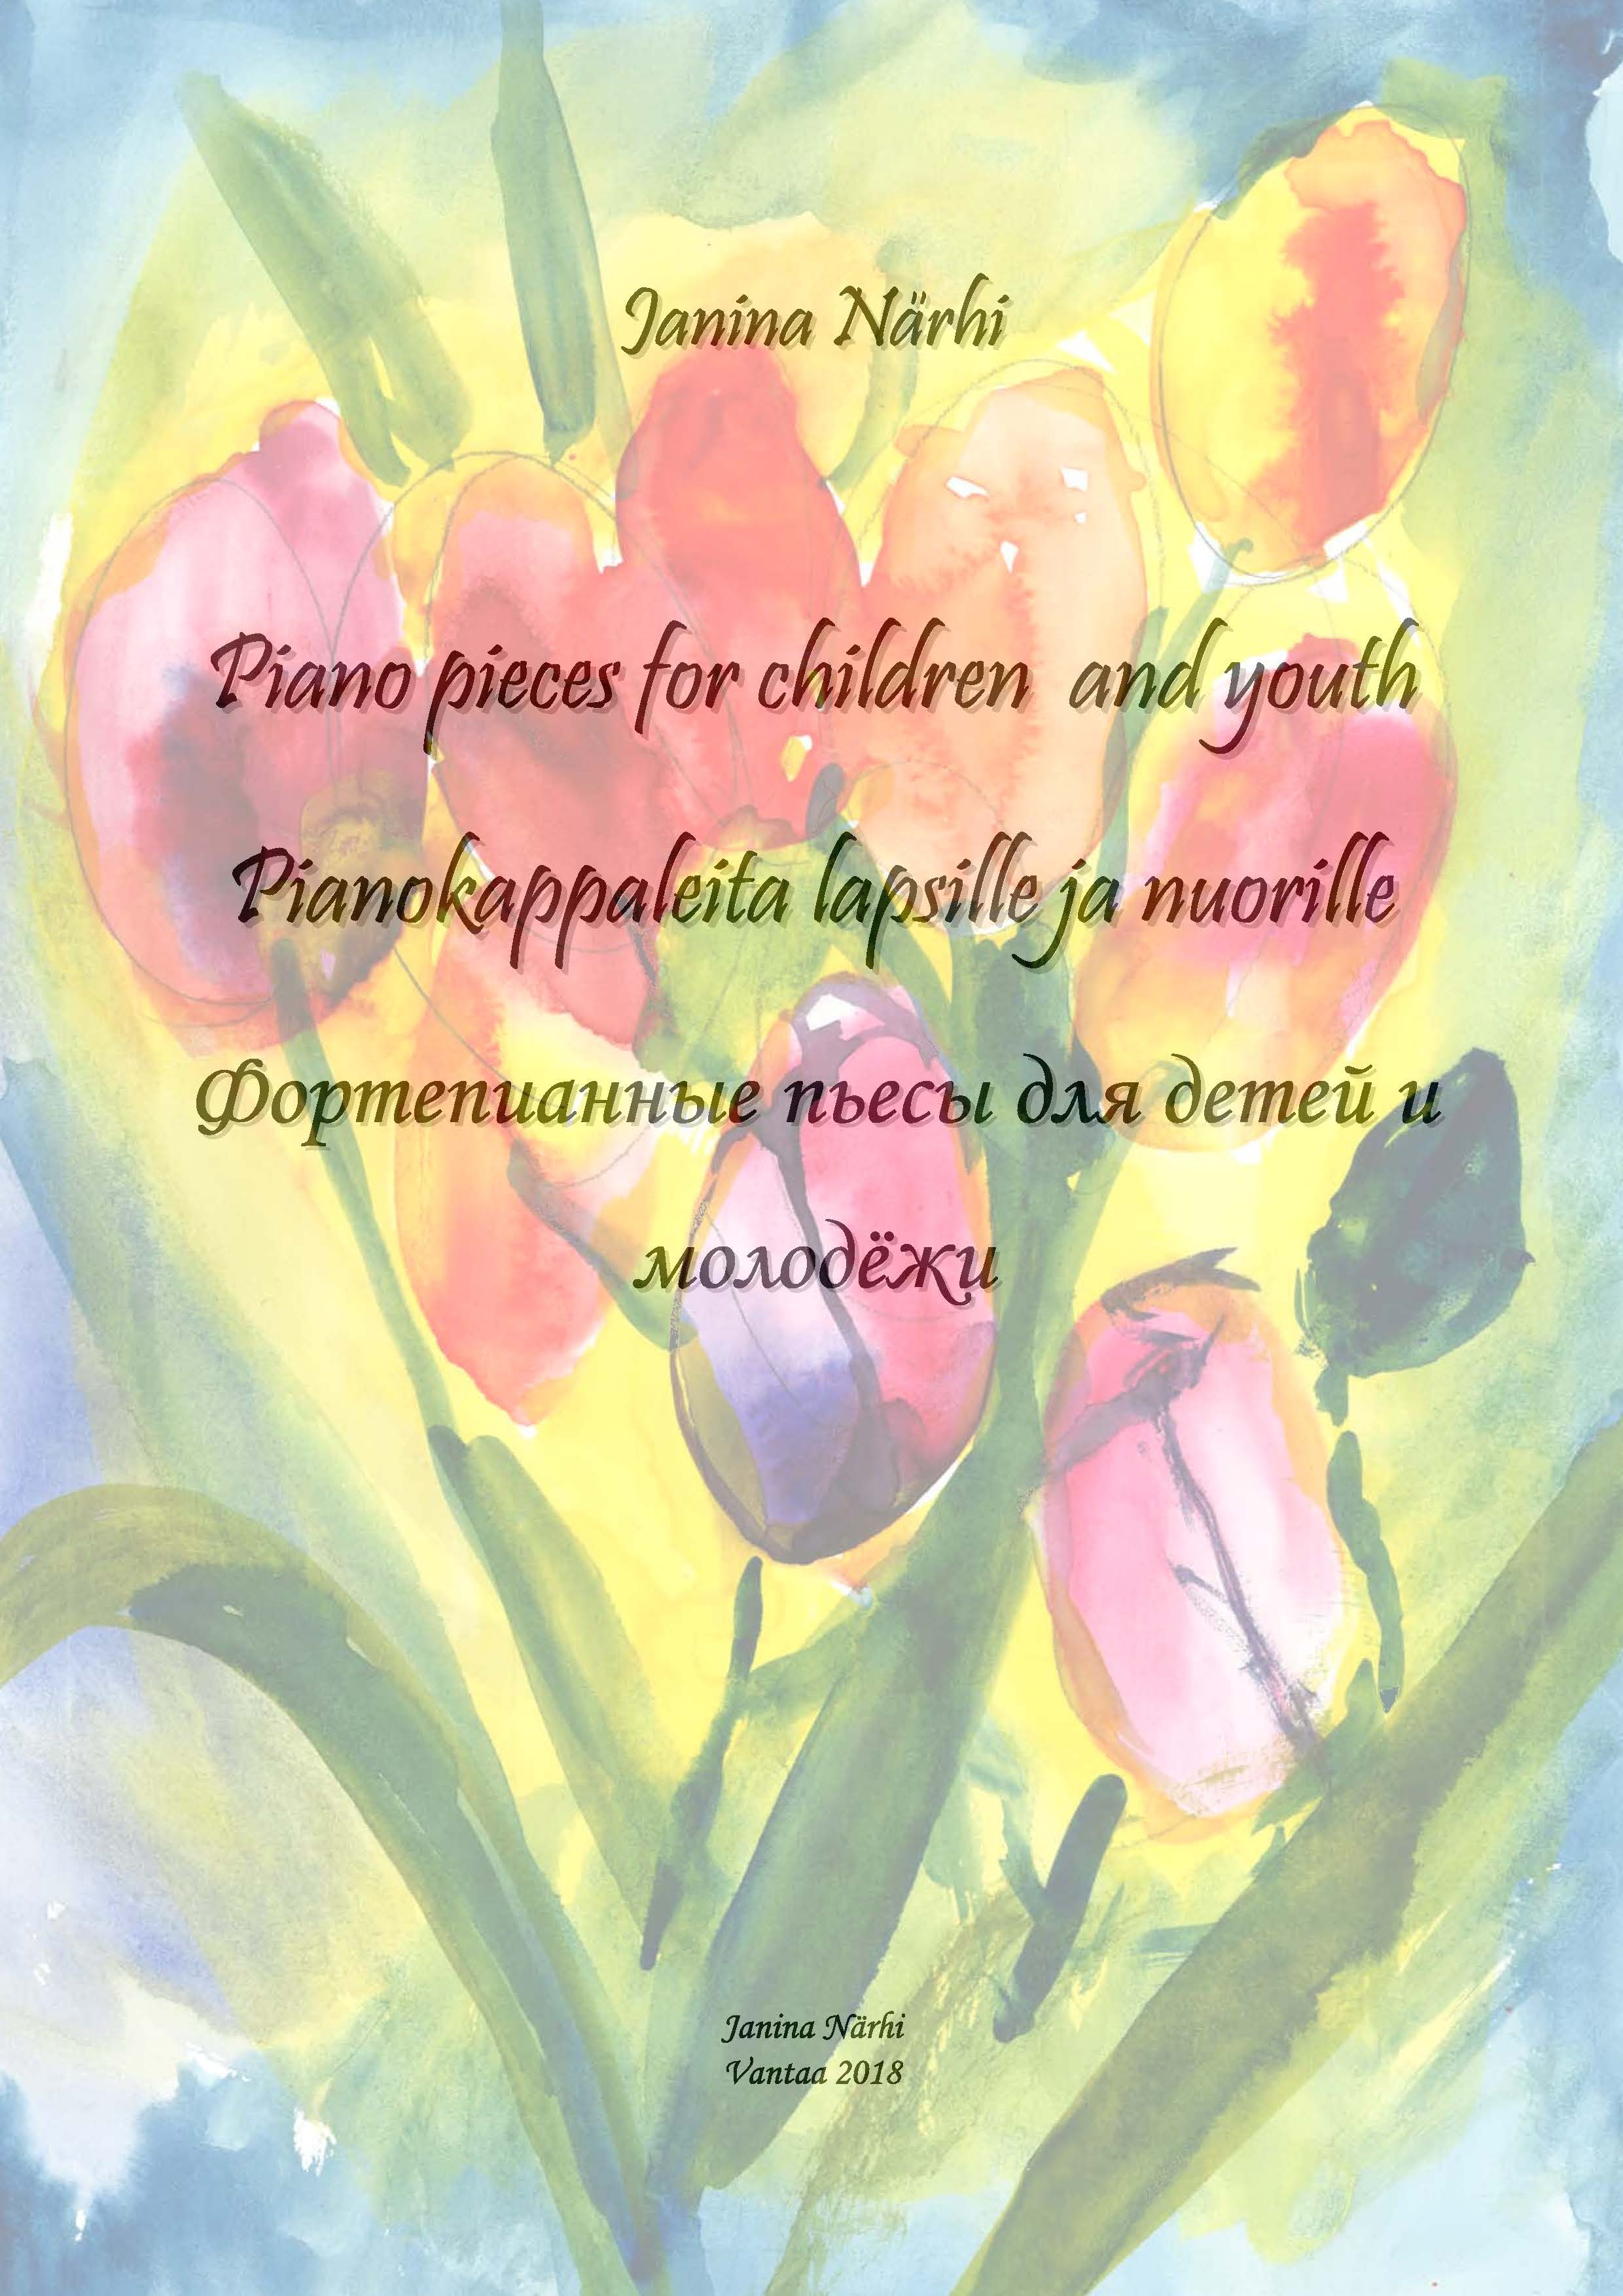 Janina Närhi
Piano pieces for children and youth
Pianokappaleita lapsille ja nuorille
Фортепианные пьесы для детей и
молодёжи
Janina Närhi
Vantaa 2018